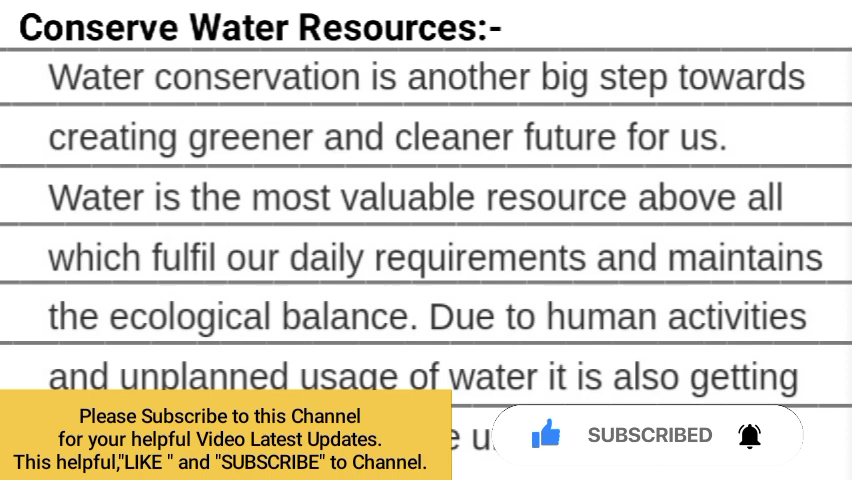 Conserve Water Resources:-
Water conservation is another big step towards
creating greener and cleaner future for us.
Water is the most valuable resource above all
which fulfil our daily requirements and maintains
the ecological balance. Due to human activities
and unplanned usage of water it is also getting
Please Subscribe to this Channel
for your helpful Video Latest Updates.
This helpful,"LIKE " and "SUBSCRIBE" to Channel.
SUBSCRIBED